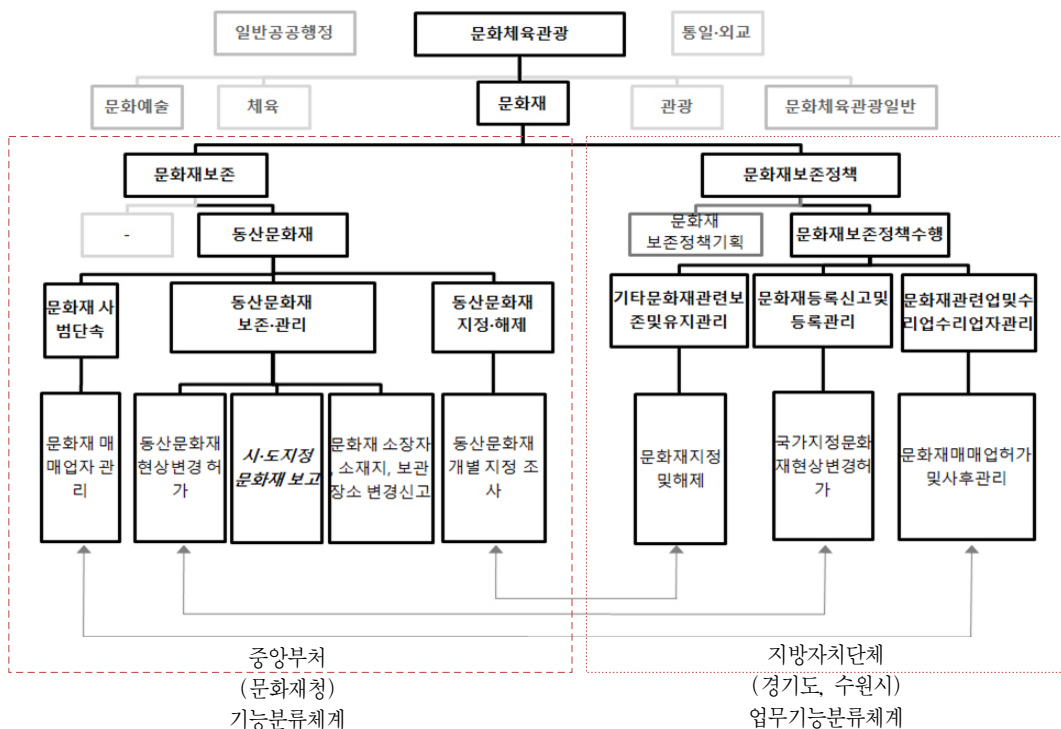 일반공공행정
문화체육관광
통일·외교
문화예술
체육
문화재
관광
문화체육관광일반
문화재보존
문화재보존정책
-
동산문화재
문화재
보존정책기획
문화재보존정책수행
문화재 사
범단속
동산문화재
보존·관리
동산문화재
지정·해제
기타문화재관련보
존및유지관리
문화재등록신고및
등록관리
문화재관련업및수
리업수리업자관리
문화재 매
매업자 관
리
동산문화재
현상변경 허
가
시·도지정
문화재 보고
문화재 소장자
, 소재지, 보관
장소 변경신고
동산문화재
개별 지정 조
사
문화재지정
및해제
국가지정문화
재현상변경허
가
문화재매매업허가
및사후관리
중앙부처
(문화재청)
기능분류체계
지방자치단체
(경기도, 수원시)
업무기능분류체계